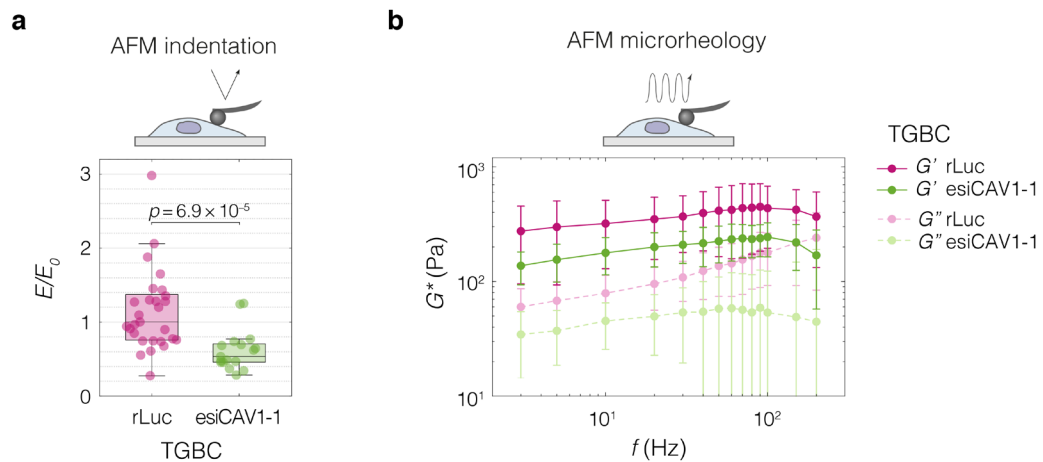 a
AFM indentation
3
2
1
0
E/E₀
p = 6.9 × 10⁻⁵
rLuc
esiCAV1-1
TGBC
b
AFM microrheology
10³
10²
10¹
G* (Pa)
10¹
10²
f (Hz)
TGBC
G′ rLuc
G′ esiCAV1-1
G″ rLuc
G″ esiCAV1-1